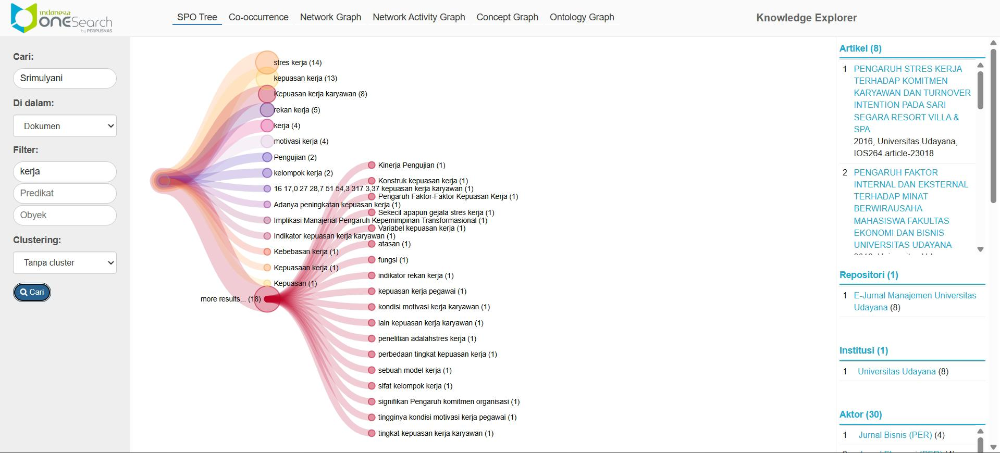 indonesia
ONESearch
by PERPUSNAS
SPO Tree
Co-occurrence
Network Graph
Network Activity Graph
Concept Graph
Ontology Graph
Knowledge Explorer
Cari:
Srimulyani
Di dalam:
Dokumen
Filter:
kerja
Predikat
Obyek
Clustering:
Tanpa cluster
Cari
stres kerja (14)
kepuasan kerja (13)
Kepuasan kerja karyawan (8)
rekan kerja (5)
kerja (4)
motivasi kerja (4)
Pengujian (2)
kelompok kerja (2)
16 17,0 27 28,7 51 54,3 317 3,37 kepuasan kerja karyawan (1)
Adanya peningkatan kepuasan kerja (1)
Implikasi Manajerial Pengaruh Kepemimpinan Transformasional (1)
Indikator kepuasan kerja karyawan (1)
Kebebasan kerja (1)
Kepuasaan kerja (1)
Kepuasan (1)
more results... (18)
Kinerja Pengujian (1)
Konstruk kepuasan kerja (1)
Pengaruh Faktor-Faktor Kepuasan Kerja (1)
Sekecil apapun gejala stres kerja (1)
Variabel kepuasan kerja (1)
atasan (1)
fungsi (1)
indikator rekan kerja (1)
kepuasan kerja pegawai (1)
kondisi motivasi kerja karyawan (1)
lain kepuasan kerja karyawan (1)
penelitian adalahstres kerja (1)
perbedaan tingkat kepuasan kerja (1)
sebuah model kerja (1)
sifat kelompok kerja (1)
signifikan Pengaruh komitmen organisasi (1)
tingginya kondisi motivasi kerja pegawai (1)
tingkat kepuasan kerja karyawan (1)
Artikel (8)
1 PENGARUH STRES KERJA
TERHADAP KOMITMEN
KARYAWAN DAN TURNOVER
INTENTION PADA SARI
SEGARA RESORT VILLA &
SPA
2016, Universitas Udayana,
IOS264.article-23018
2 PENGARUH FAKTOR
INTERNAL DAN EKSTERNAL
TERHADAP MINAT
BERWIRAUSAHA
MAHASISWA FAKULTAS
EKONOMI DAN BISNIS
UNIVERSITAS UDAYANA
Repositori (1)
1 E-Jurnal Manajemen Universitas
Udayana (8)
Institusi (1)
1 Universitas Udayana (8)
Aktor (30)
1 Jurnal Bisnis (PER) (4)